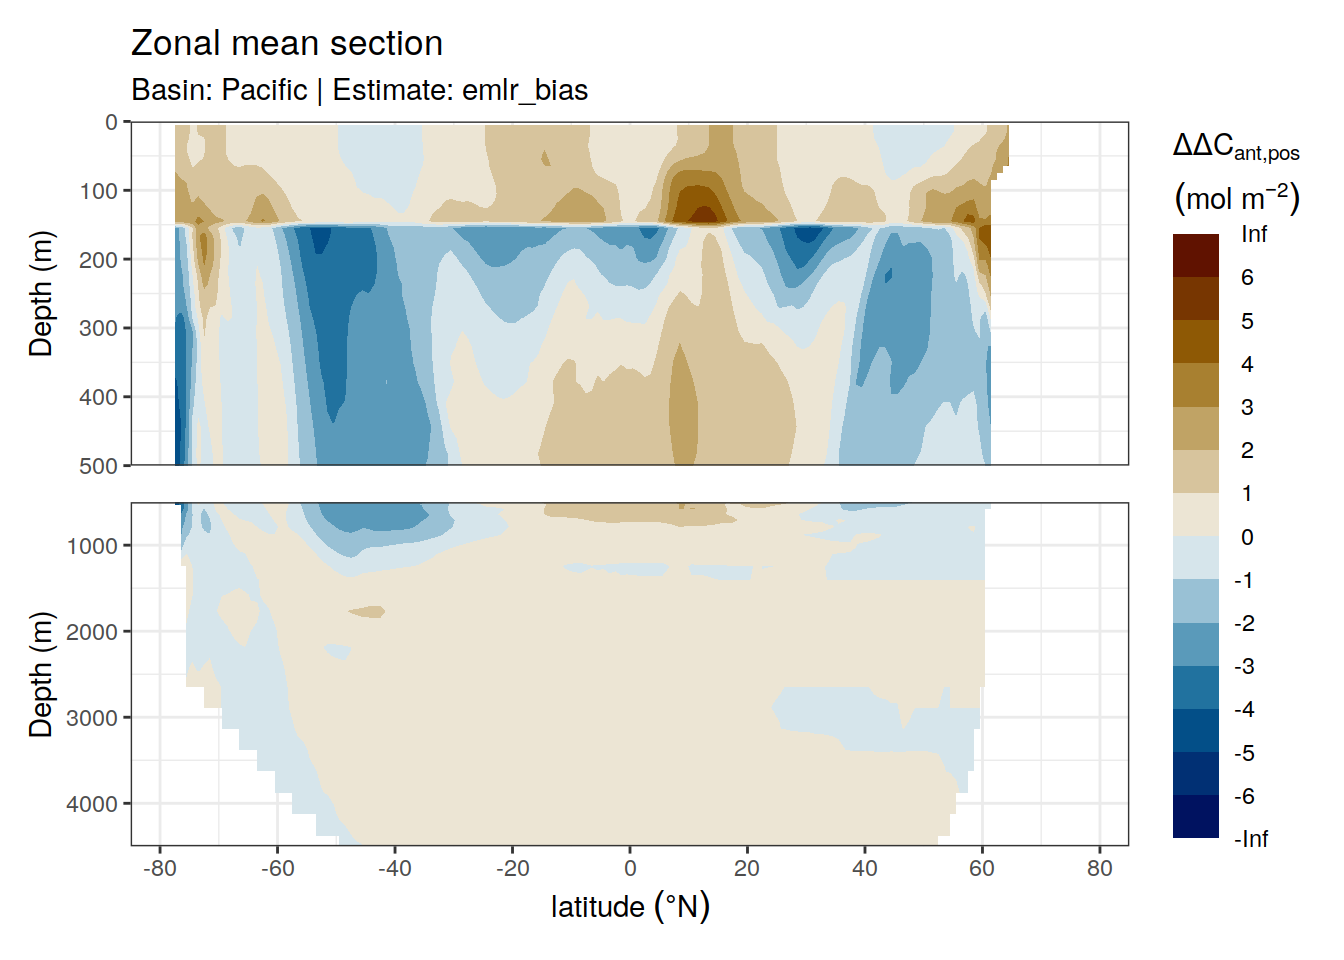 Zonal mean section
Basin: Pacific | Estimate: emlr_bias
0
100
200
300
400
500
Depth (m)
1000
2000
3000
4000
Depth (m)
-80 -60 -40 -20 0 20 40 60 80
latitude (°N)
ΔΔC_ant,pos
(mol m⁻²)
Inf
6
5
4
3
2
1
0
-1
-2
-3
-4
-5
-6
-Inf